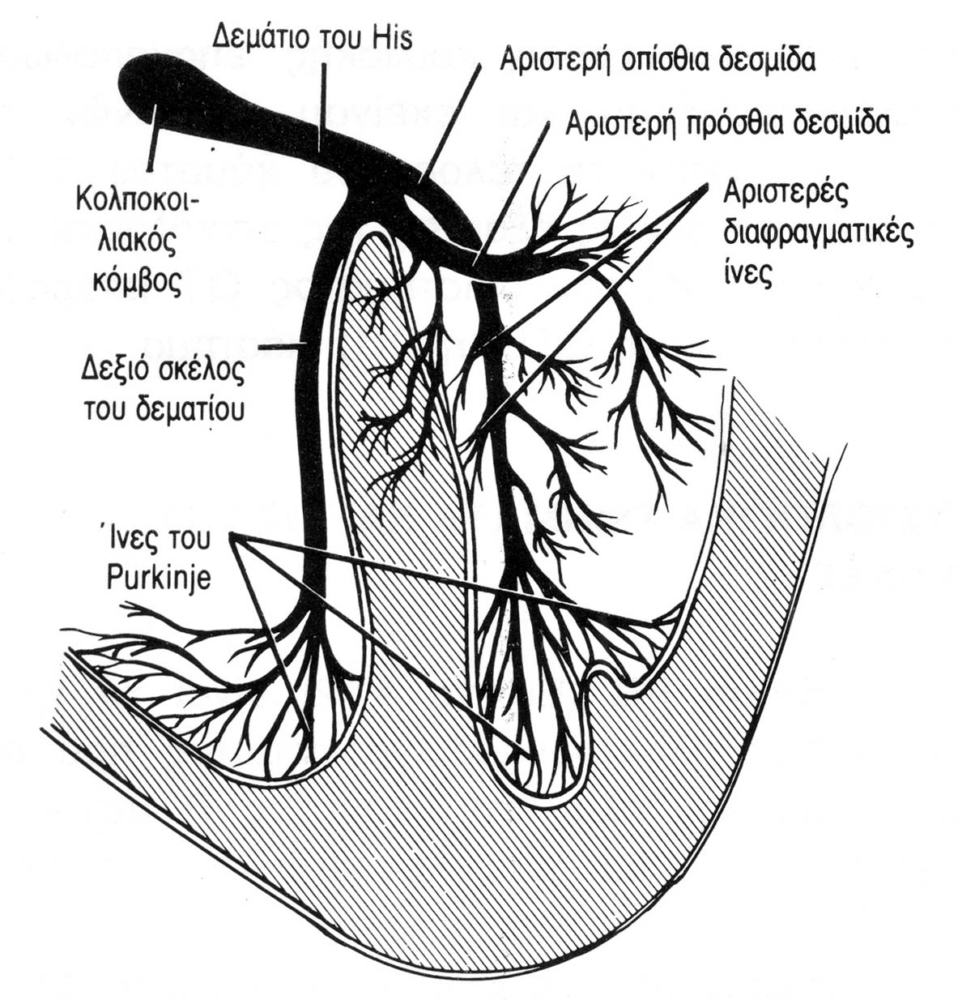 Δεμάτιο του His
Αριστερή οπίσθια δεσμίδα
Αριστερή πρόσθια δεσμίδα
Αριστερές
διαφραγματικές
ίνες
Κολποκοι-
λιακός
κόμβος
Δεξιό σκέλος
του δεματίου
Ίνες του
Purkinje